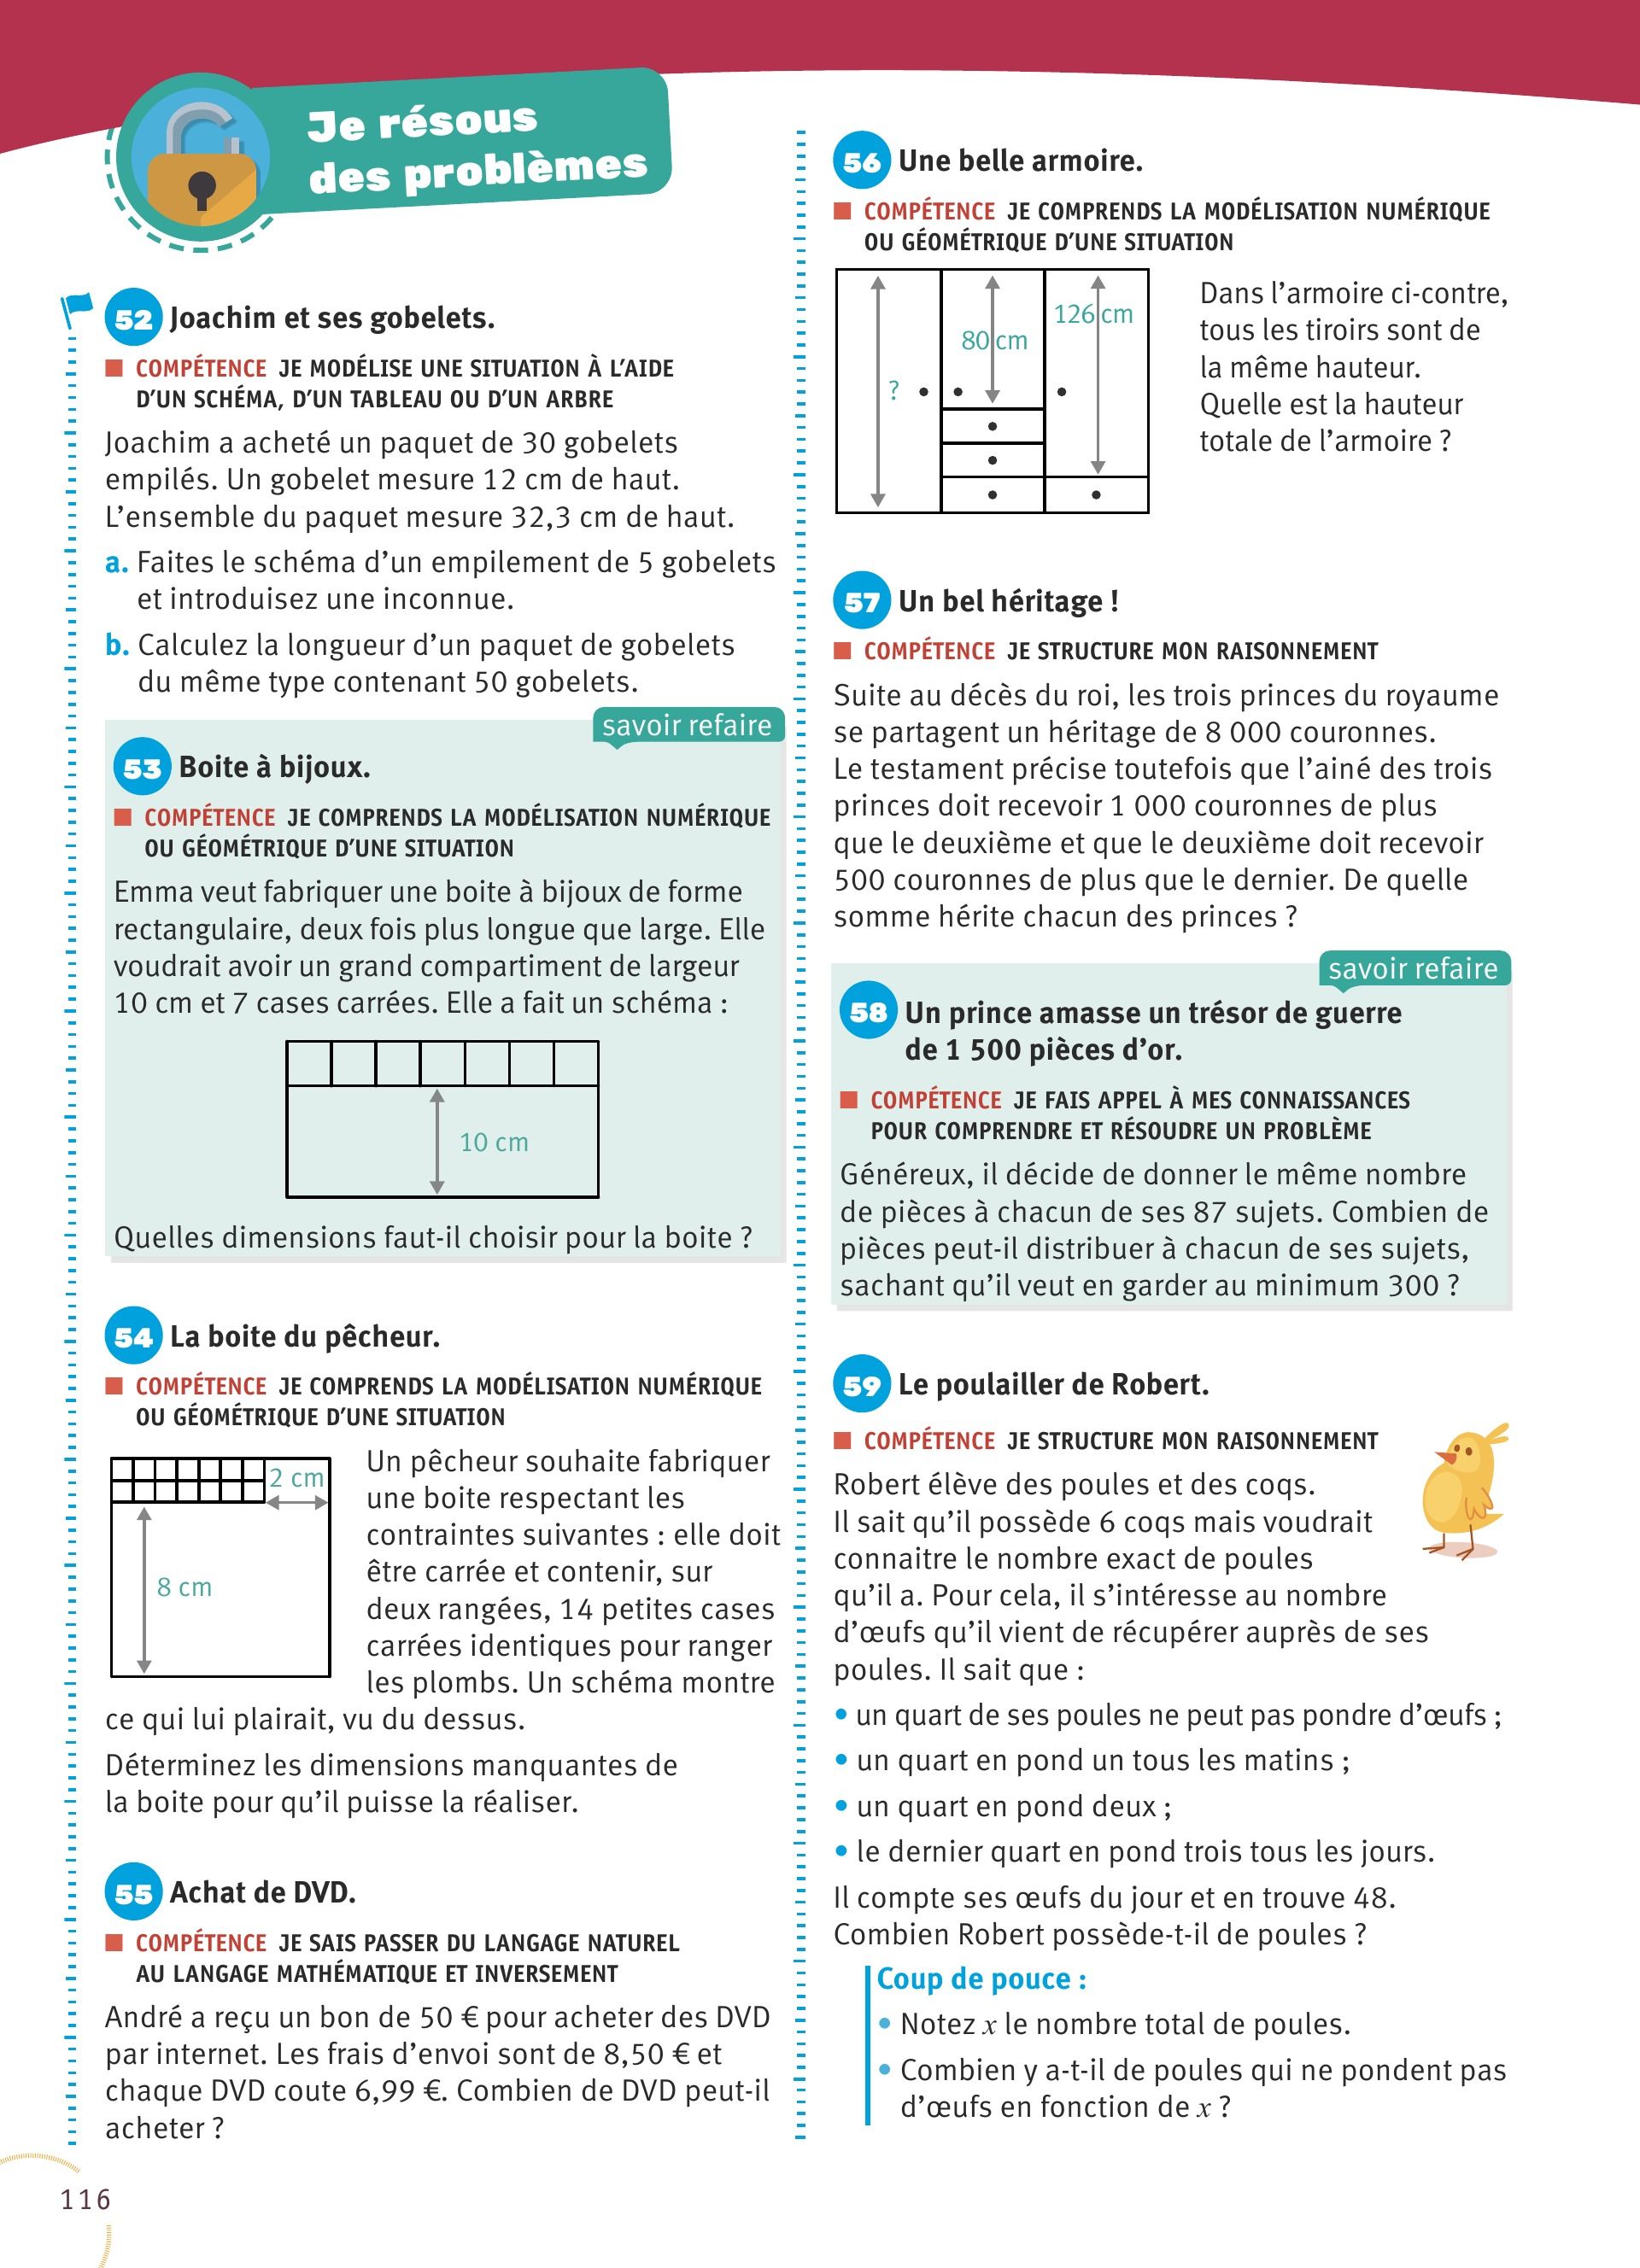 Je résous
des problèmes
52 Joachim et ses gobelets.
COMPÉTENCE JE MODÉLISE UNE SITUATION À L’AIDE
D’UN SCHÉMA, D’UN TABLEAU OU D’UN ARBRE
Joachim a acheté un paquet de 30 gobelets
empilés. Un gobelet mesure 12 cm de haut.
L’ensemble du paquet mesure 32,3 cm de haut.
a. Faites le schéma d’un empilement de 5 gobelets
et introduisez une inconnue.
b. Calculez la longueur d’un paquet de gobelets
du même type contenant 50 gobelets.
savoir refaire
53 Boite à bijoux.
COMPÉTENCE JE COMPRENDS LA MODÉLISATION NUMÉRIQUE
OU GÉOMÉTRIQUE D’UNE SITUATION
Emma veut fabriquer une boite à bijoux de forme
rectangulaire, deux fois plus longue que large. Elle
voudrait avoir un grand compartiment de largeur
10 cm et 7 cases carrées. Elle a fait un schéma :
10 cm
Quelles dimensions faut-il choisir pour la boite ?
54 La boite du pêcheur.
COMPÉTENCE JE COMPRENDS LA MODÉLISATION NUMÉRIQUE
OU GÉOMÉTRIQUE D’UNE SITUATION
2 cm
8 cm
Un pêcheur souhaite fabriquer
une boite respectant les
contraintes suivantes : elle doit
être carrée et contenir, sur
deux rangées, 14 petites cases
carrées identiques pour ranger
les plombs. Un schéma montre
ce qui lui plairait, vu du dessus.
Déterminez les dimensions manquantes de
la boite pour qu’il puisse la réaliser.
55 Achat de DVD.
COMPÉTENCE JE SAIS PASSER DU LANGAGE NATUREL
AU LANGAGE MATHÉMATIQUE ET INVERSEMENT
André a reçu un bon de 50 € pour acheter des DVD
par internet. Les frais d’envoi sont de 8,50 € et
chaque DVD coute 6,99 €. Combien de DVD peut-il
acheter ?
56 Une belle armoire.
COMPÉTENCE JE COMPRENDS LA MODÉLISATION NUMÉRIQUE
OU GÉOMÉTRIQUE D’UNE SITUATION
126 cm
80 cm
?
Dans l’armoire ci-contre,
tous les tiroirs sont de
la même hauteur.
Quelle est la hauteur
totale de l’armoire ?
57 Un bel héritage !
COMPÉTENCE JE STRUCTURE MON RAISONNEMENT
Suite au décès du roi, les trois princes du royaume
se partagent un héritage de 8 000 couronnes.
Le testament précise toutefois que l’ainé des trois
princes doit recevoir 1 000 couronnes de plus
que le deuxième et que le deuxième doit recevoir
500 couronnes de plus que le dernier. De quelle
somme hérite chacun des princes ?
savoir refaire
58 Un prince amasse un trésor de guerre
de 1 500 pièces d’or.
COMPÉTENCE JE FAIS APPEL À MES CONNAISSANCES
POUR COMPRENDRE ET RÉSOUDRE UN PROBLÈME
Généreux, il décide de donner le même nombre
de pièces à chacun de ses 87 sujets. Combien de
pièces peut-il distribuer à chacun de ses sujets,
sachant qu’il veut en garder au minimum 300 ?
59 Le poulailler de Robert.
COMPÉTENCE JE STRUCTURE MON RAISONNEMENT
Robert élève des poules et des coqs.
Il sait qu’il possède 6 coqs mais voudrait
connaitre le nombre exact de poules
qu’il a. Pour cela, il s’intéresse au nombre
d’œufs qu’il vient de récupérer auprès de ses
poules. Il sait que :
• un quart de ses poules ne peut pas pondre d’œufs ;
• un quart en pond un tous les matins ;
• un quart en pond deux ;
• le dernier quart en pond trois tous les jours.
Il compte ses œufs du jour et en trouve 48.
Combien Robert possède-t-il de poules ?
Coup de pouce :
• Notez x le nombre total de poules.
• Combien y a-t-il de poules qui ne pondent pas
d’œufs en fonction de x ?
116